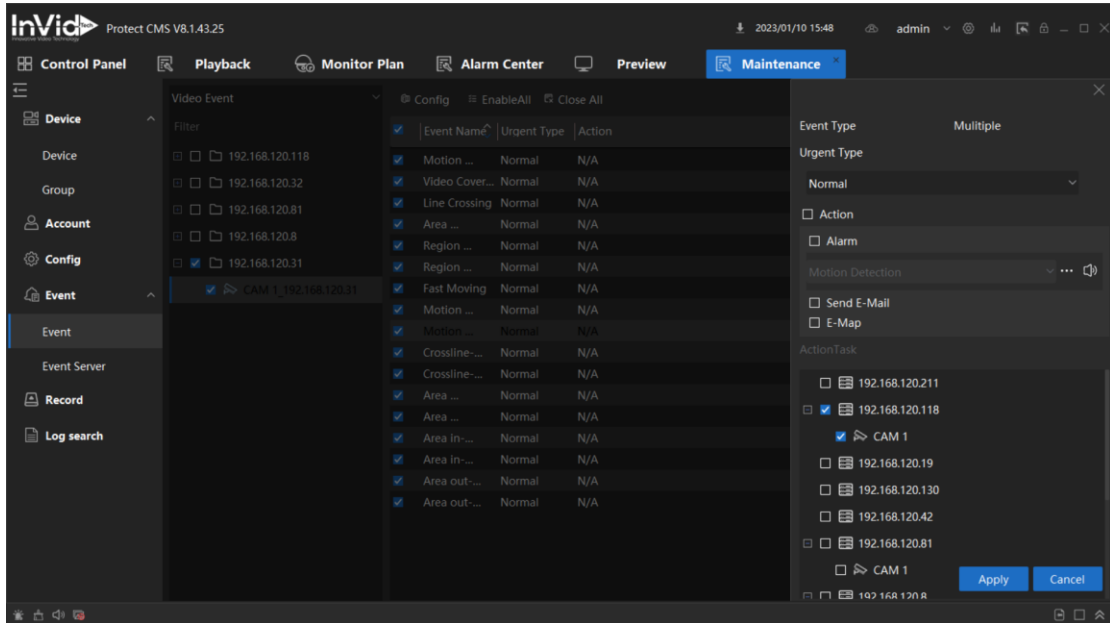 InVid Tech
Innovative Video Technology
Protect CMS V8.1.43.25
2023/01/10 15:48
admin
Control Panel
Playback
Monitor Plan
Alarm Center
Preview
Maintenance
Device
Device
Group
Account
Config
Event
Event
Event Server
Record
Log search
Video Event
Filter
192.168.120.118
192.168.120.32
192.168.120.81
192.168.120.8
192.168.120.31
CAM 1_192.168.120.31
Config EnableAll Close All
Event Name Urgent Type Action
Motion ... Normal N/A
Video Cover... Normal N/A
Line Crossing Normal N/A
Area ... Normal N/A
Region ... Normal N/A
Region ... Normal N/A
Fast Moving Normal N/A
Motion ... Normal N/A
Motion ... Normal N/A
Crossline-... Normal N/A
Crossline-... Normal N/A
Area ... Normal N/A
Area ... Normal N/A
Area in-... Normal N/A
Area in-... Normal N/A
Area out-... Normal N/A
Area out-... Normal N/A
Event Type Mulitiple
Urgent Type
Normal
Action
Alarm
Motion Detection
Send E-Mail
E-Map
ActionTask
192.168.120.211
192.168.120.118
CAM 1
192.168.120.19
192.168.120.130
192.168.120.42
192.168.120.81
CAM 1
192.168.120.8
Apply Cancel